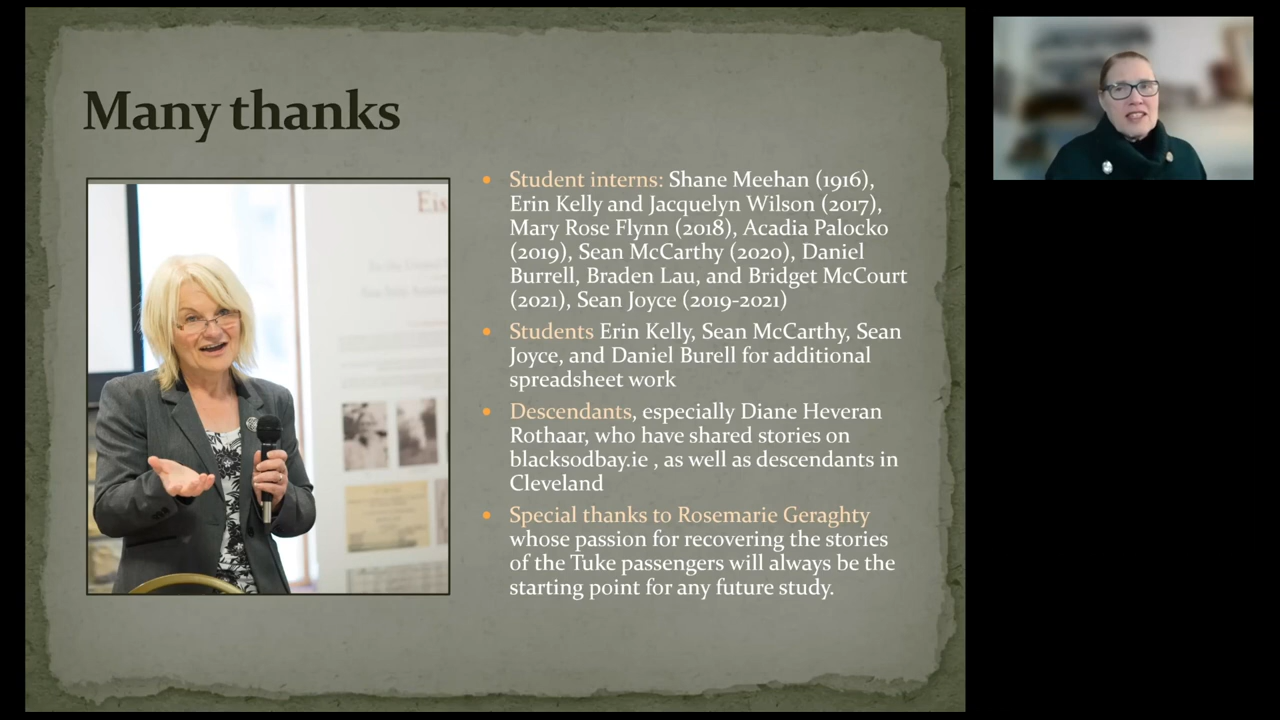 Many thanks
Eis
Student interns: Shane Meehan (1916),
Erin Kelly and Jacquelyn Wilson (2017),
Mary Rose Flynn (2018), Acadia Palocko
(2019), Sean McCarthy (2020), Daniel
Burrell, Braden Lau, and Bridget McCourt
(2021), Sean Joyce (2019-2021)
Students Erin Kelly, Sean McCarthy, Sean
Joyce, and Daniel Burell for additional
spreadsheet work
Descendants, especially Diane Heveran
Rothaar, who have shared stories on
blacksodbay.ie , as well as descendants in
Cleveland
Special thanks to Rosemarie Geraghty
whose passion for recovering the stories
of the Tuke passengers will always be the
starting point for any future study.